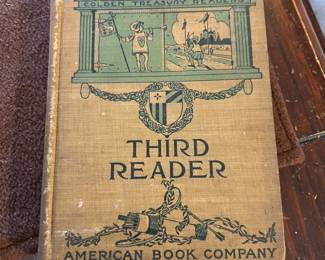 GOLDEN TREASURY READERS
THIRD
READER
AMERICAN BOOK COMPANY